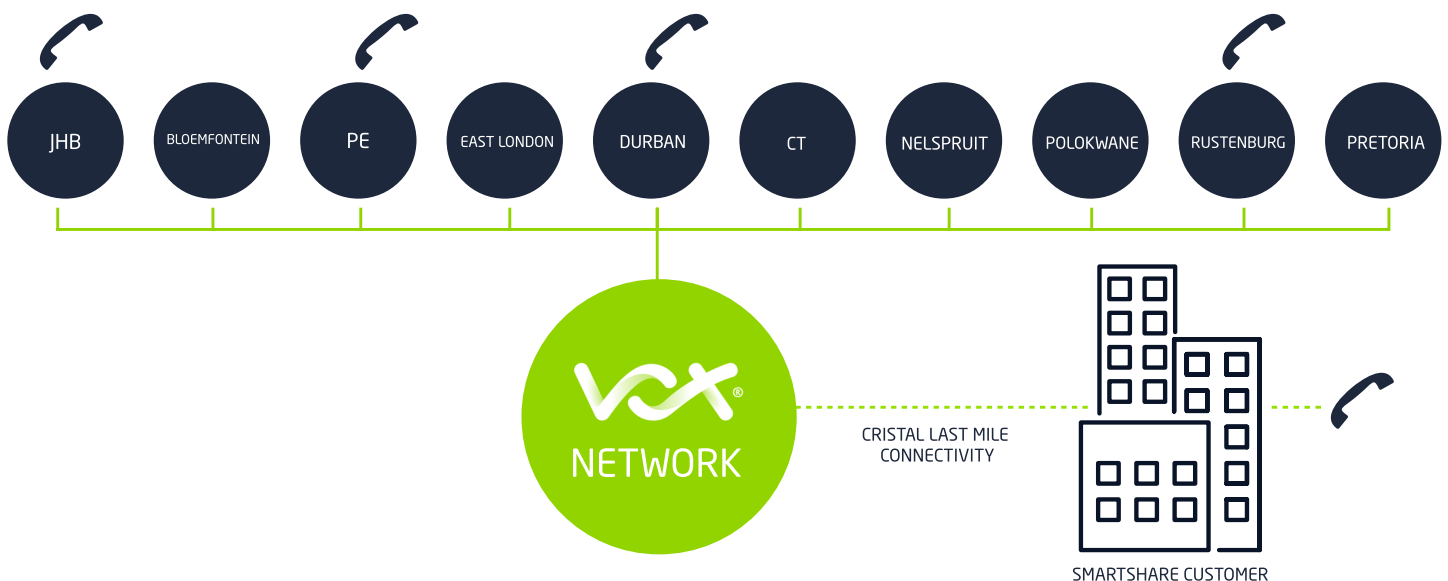 JHB
BLOEMFONTEIN
PE
EAST LONDON
DURBAN
CT
NELSPRUIT
POLOKWANE
RUSTENBURG
PRETORIA
VOX®
NETWORK
CRISTAL LAST MILE
CONNECTIVITY
SMARTSHARE CUSTOMER